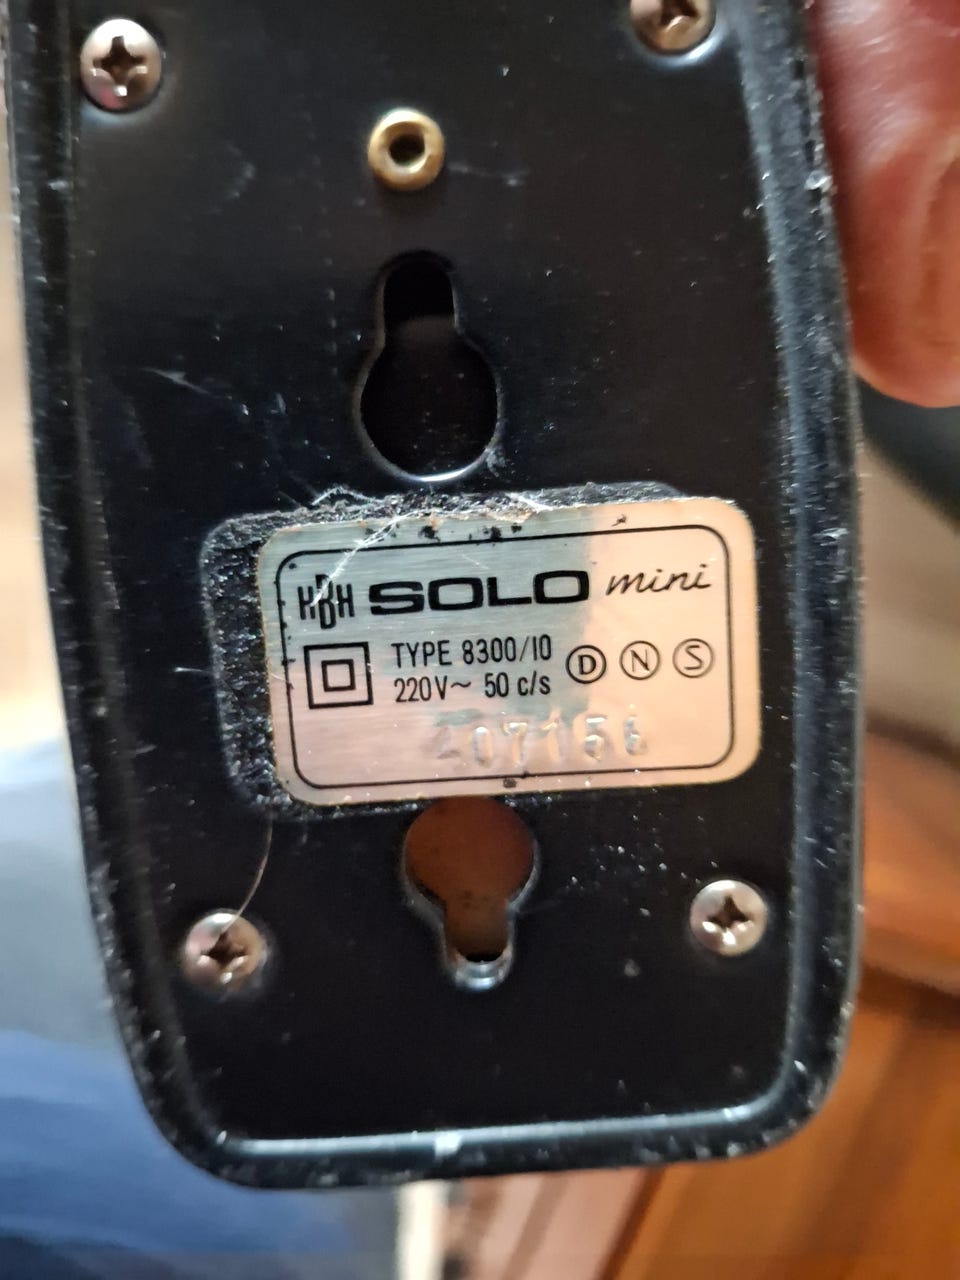 HBH SOLO mini
TYPE 8300/10 D N S
220V~ 50 c/s
207156